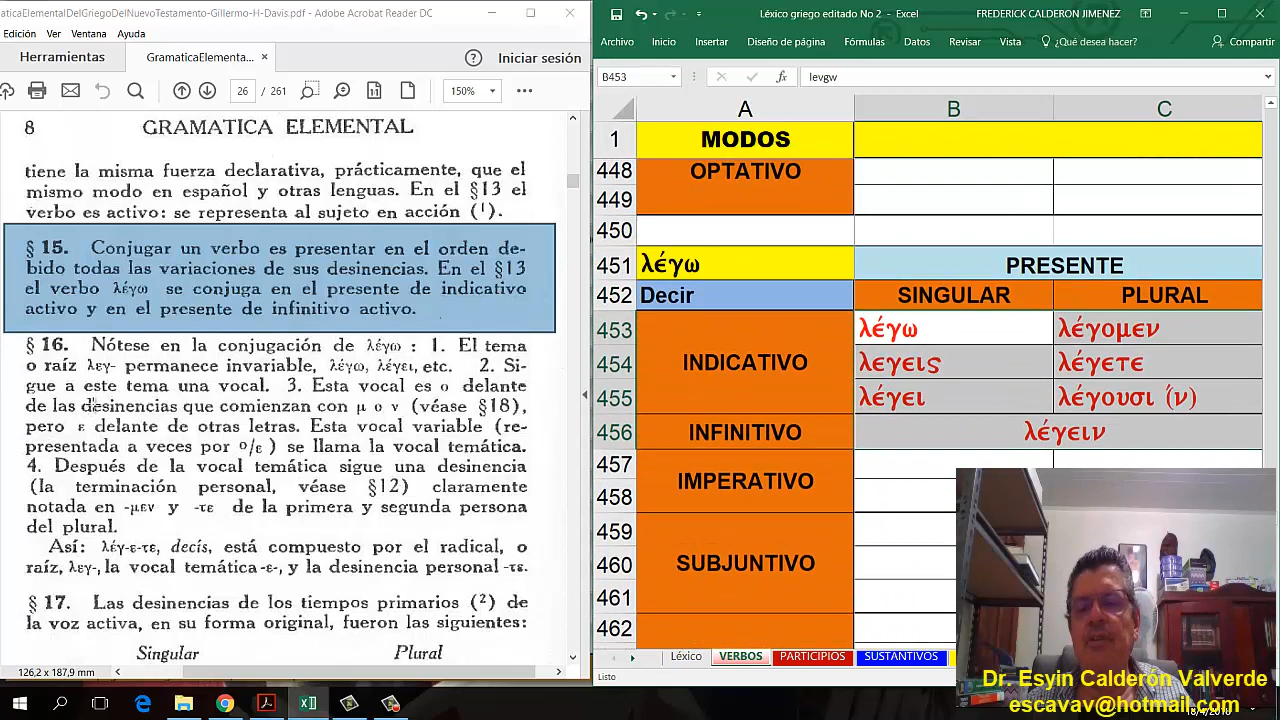 GramaticaElementalDelGriegoDelNuevoTestamento-Gillermo-H-Davis.pdf - Adobe Acrobat Reader DC
Edición Ver Ventana Ayuda
Herramientas GramaticaElementa... × Iniciar sesión
26 / 261 150%
8 GRAMATICA ELEMENTAL
tiene la misma fuerza declarativa, prácticamente, que el
mismo modo en español y otras lenguas. En el §13 el
verbo es activo: se representa al sujeto en acción (¹).
§ 15. Conjugar un verbo es presentar en el orden de-
bido todas las variaciones de sus desinencias. En el §13
el verbo λέγω se conjuga en el presente de indicativo
activo y en el presente de infinitivo activo.
§ 16. Nótese en la conjugación de λέγω : 1. El tema
o raíz λεγ- permanece invariable, λέγω, λέγει, etc. 2. Si-
gue a este tema una vocal. 3. Esta vocal es ο delante
de las desinencias que comienzan con μ ο ν (véase §18),
pero ε delante de otras letras. Esta vocal variable (re-
presentada a veces por ο/ε ) se llama la vocal temática.
4. Después de la vocal temática sigue una desinencia
(la terminación personal, véase §12) claramente
notada en -μεν y -τε de la primera y segunda persona
del plural.
Así: λέγ-ε-τε, decís, está compuesto por el radical, o
raíz, λεγ-, la vocal temática -ε-, y la desinencia personal -τε.
§ 17. Las desinencias de los tiempos primarios (²) de
la voz activa, en su forma original, fueron las siguientes:
Singular Plural
126,2 x 187,9 mm
Léxico griego editado No 2 - Excel FREDERICK CALDERON JIMENEZ
Archivo Inicio Insertar Diseño de página Fórmulas Datos Revisar Vista ¿Qué desea hacer? Compartir
B453 fx levgw
A B C
1 MODOS
448 OPTATIVO
449
450
451 λέγω PRESENTE
452 Decir SINGULAR PLURAL
453 λέγω λέγομεν
454 INDICATIVO λεγεις λέγετε
455 λέγει λέγουσι (ν)
456 INFINITIVO λέγειν
457 IMPERATIVO
458
459
460 SUBJUNTIVO
461
462
Léxico VERBOS PARTICIPIOS SUSTANTIVOS
Listo
Dr. Esyin Calderón Valverde
escavav@hotmail.com